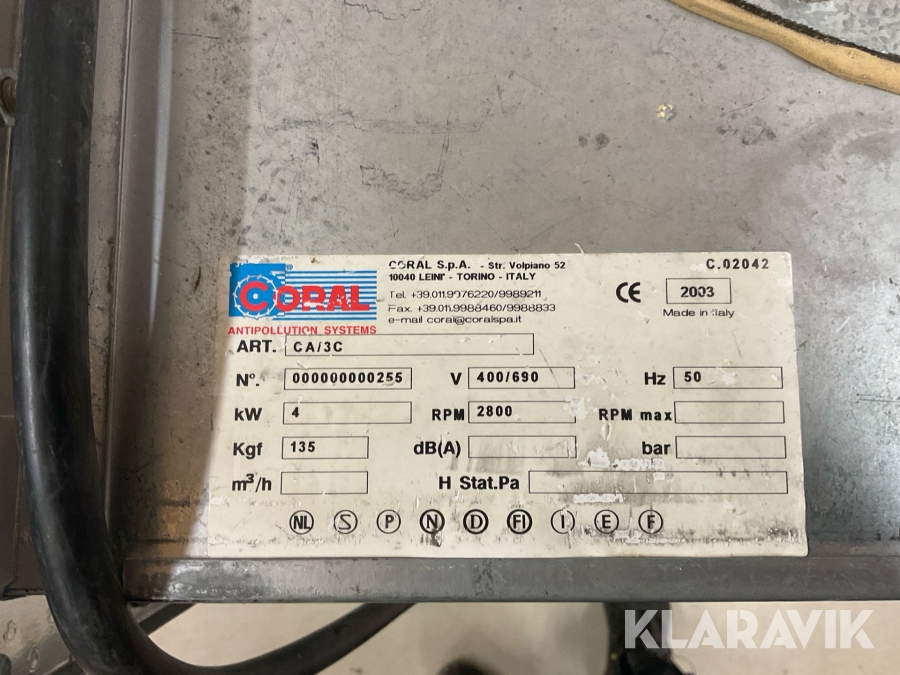 CORAL
ANTIPOLLUTION SYSTEMS
CORAL S.p.A. - Str. Volpiano 52
10040 LEINI' - TORINO - ITALY
Tel. +39.011.9976220/9989211
Fax. +39.011.9988460/9988833
e-mail coral@coralspa.it
C.02042
CE 2003
Made in Italy
ART. CA/3C
N°. 000000000255 V 400/690 Hz 50
kW 4 RPM 2800 RPM max
Kgf 135 dB(A) bar
m³/h H Stat.Pa
NL S P N D FI I E F
KLARAVIK